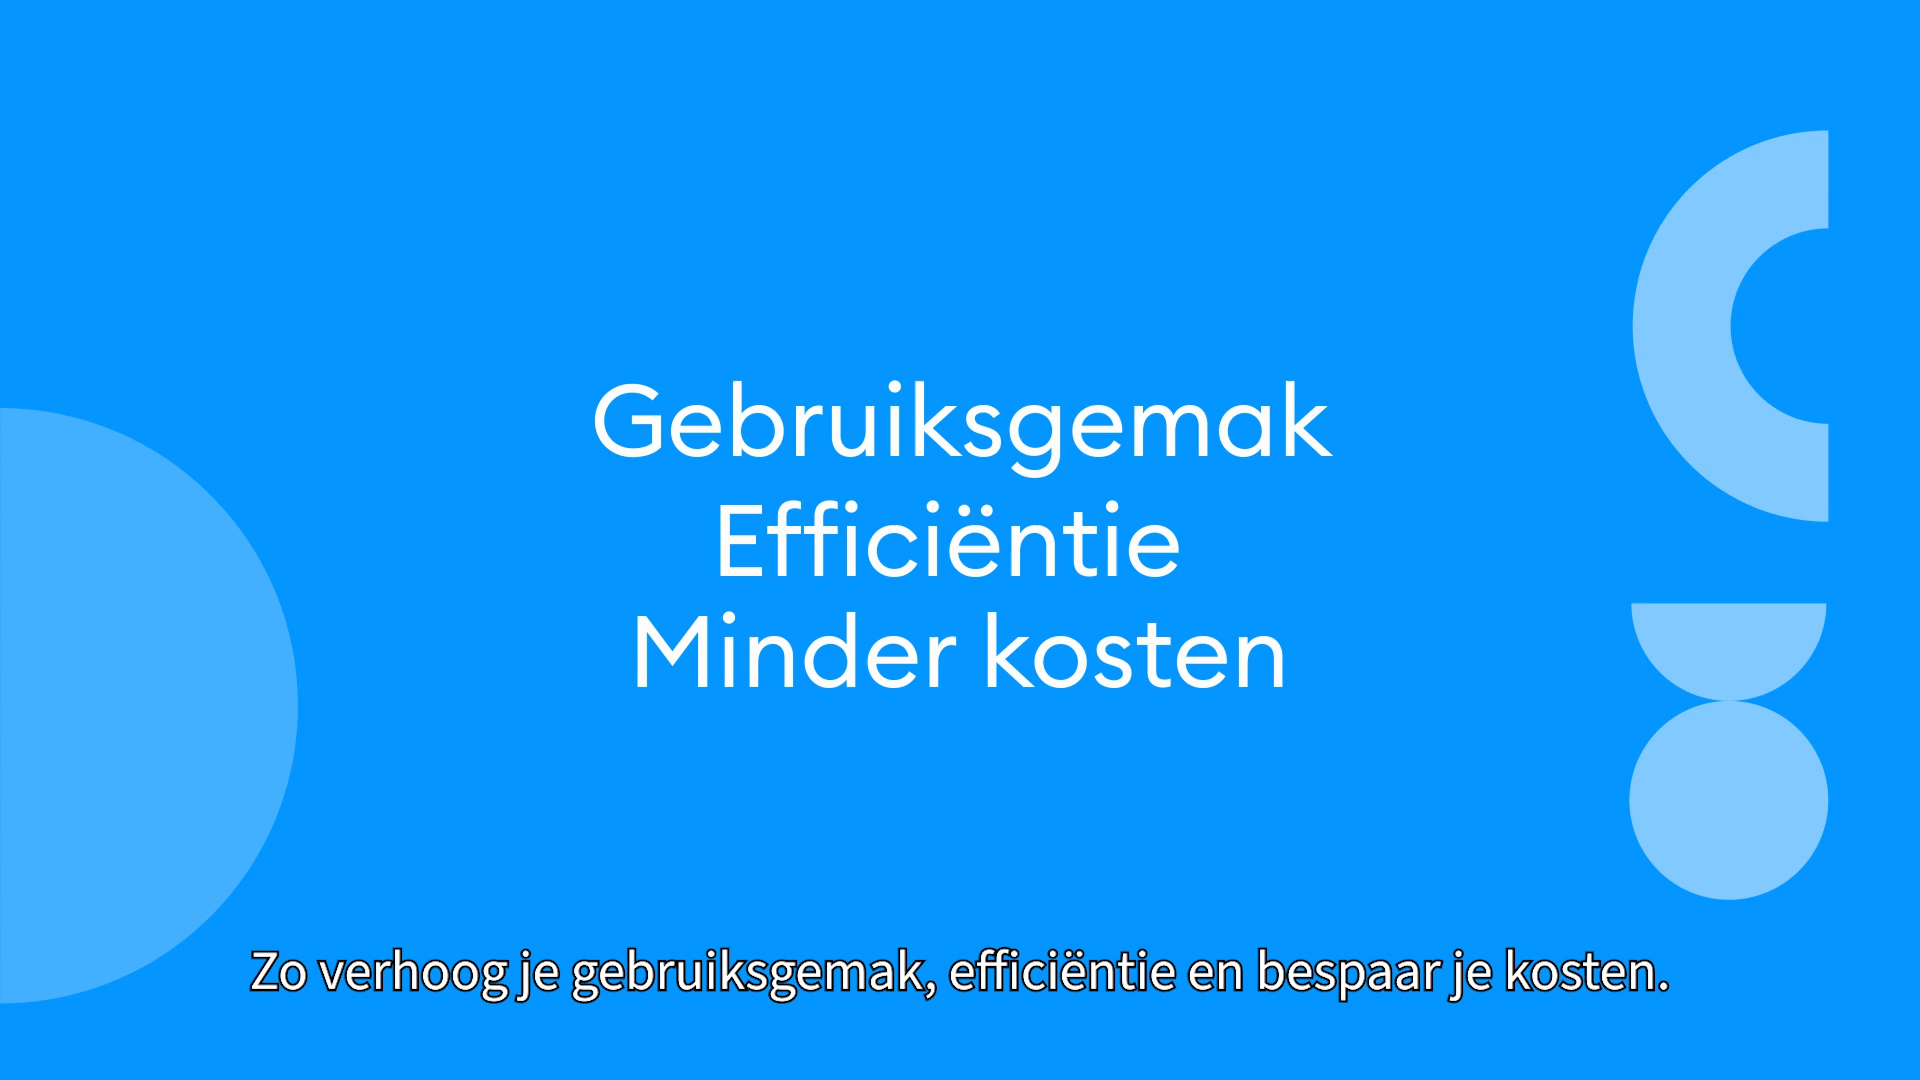 Gebruiksgemak
Efficiëntie
Minder kosten
Zo verhoog je gebruiksgemak, efficiëntie en bespaar je kosten.